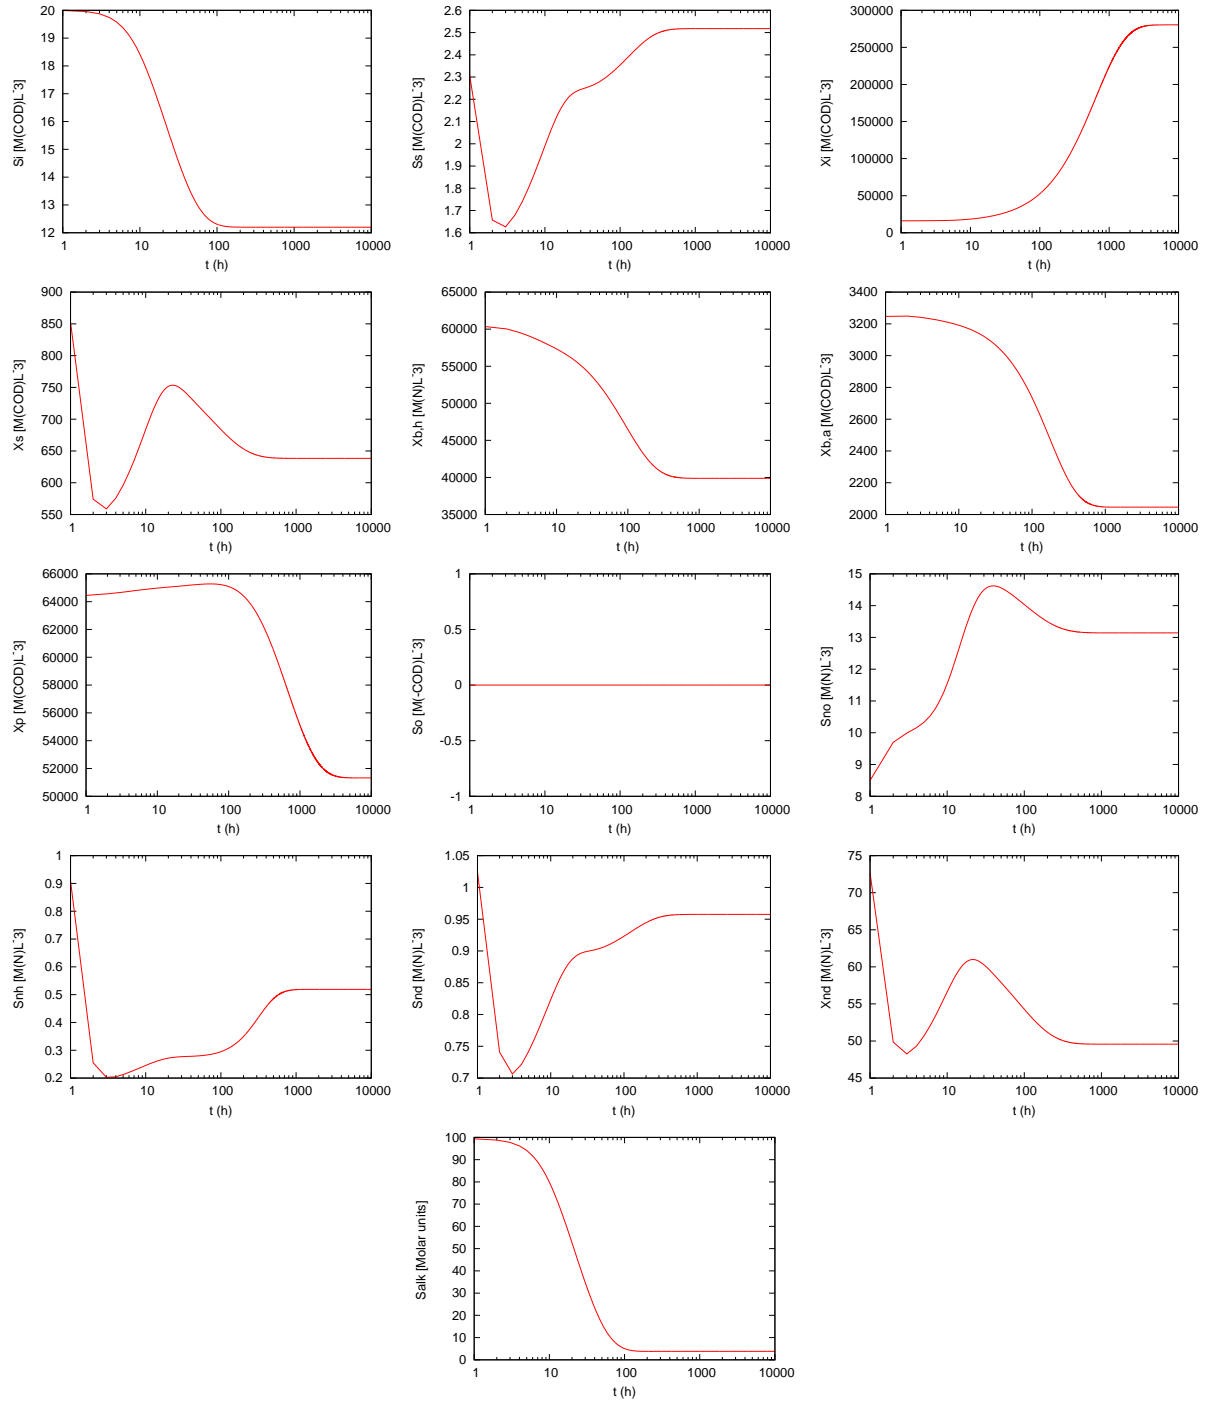 20
19
18
17
16
15
14
13
12
1 10 100 1000 10000
Si [M(COD)L^-3]
t (h)
2.6
2.5
2.4
2.3
2.2
2.1
2
1.9
1.8
1.7
1.6
1 10 100 1000 10000
Ss [M(COD)L^-3]
t (h)
300000
250000
200000
150000
100000
50000
0
1 10 100 1000 10000
Xi [M(COD)L^-3]
t (h)
900
850
800
750
700
650
600
550
1 10 100 1000 10000
Xs [M(COD)L^-3]
t (h)
65000
60000
55000
50000
45000
40000
35000
1 10 100 1000 10000
Xb,h [M(N)L^-3]
t (h)
3400
3200
3000
2800
2600
2400
2200
2000
1 10 100 1000 10000
Xb,a [M(COD)L^-3]
t (h)
66000
64000
62000
60000
58000
56000
54000
52000
50000
1 10 100 1000 10000
Xp [M(COD)L^-3]
t (h)
1
0.5
0
-0.5
-1
1 10 100 1000 10000
So [M(-COD)L^-3]
t (h)
15
14
13
12
11
10
9
8
1 10 100 1000 10000
Sno [M(N)L^-3]
t (h)
1
0.9
0.8
0.7
0.6
0.5
0.4
0.3
0.2
1 10 100 1000 10000
Snh [M(N)L^-3]
t (h)
1.05
1
0.95
0.9
0.85
0.8
0.75
0.7
1 10 100 1000 10000
Snd [M(N)L^-3]
t (h)
75
70
65
60
55
50
45
1 10 100 1000 10000
Xnd [M(N)L^-3]
t (h)
100
90
80
70
60
50
40
30
20
10
0
1 10 100 1000 10000
Salk [Molar units]
t (h)